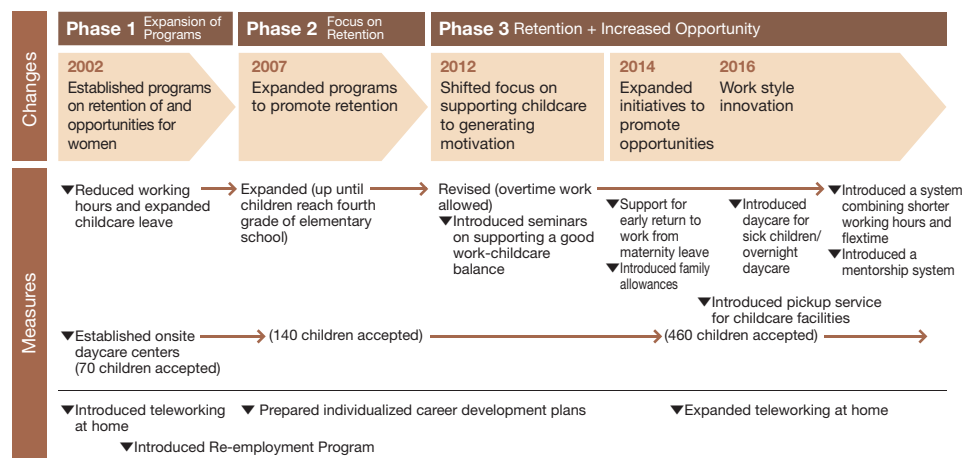 Changes
Phase 1 Expansion of
Programs
Phase 2 Focus on
Retention
Phase 3 Retention + Increased Opportunity
2002
Established programs
on retention of and
opportunities for
women
2007
Expanded programs
to promote retention
2012
Shifted focus on
supporting childcare
to generating
motivation
2014
Expanded
initiatives to
promote
opportunities
2016
Work style
innovation
Measures
▼Reduced working
hours and expanded
childcare leave
Expanded (up until
children reach fourth
grade of elementary
school)
Revised (overtime work
allowed)
▼Introduced seminars
on supporting a good
work-childcare
balance
▼Support for
early return to
work from
maternity leave
▼Introduced family
allowances
▼Introduced
daycare for
sick children/
overnight
daycare
▼Introduced a system
combining shorter
working hours and
flextime
▼Introduced a
mentorship system
▼Introduced pickup service
for childcare facilities
▼Established onsite
daycare centers
(70 children accepted)
(140 children accepted)
(460 children accepted)
▼Introduced teleworking
at home
▼ Prepared individualized career development plans
▼Expanded teleworking at home
▼Introduced Re-employment Program